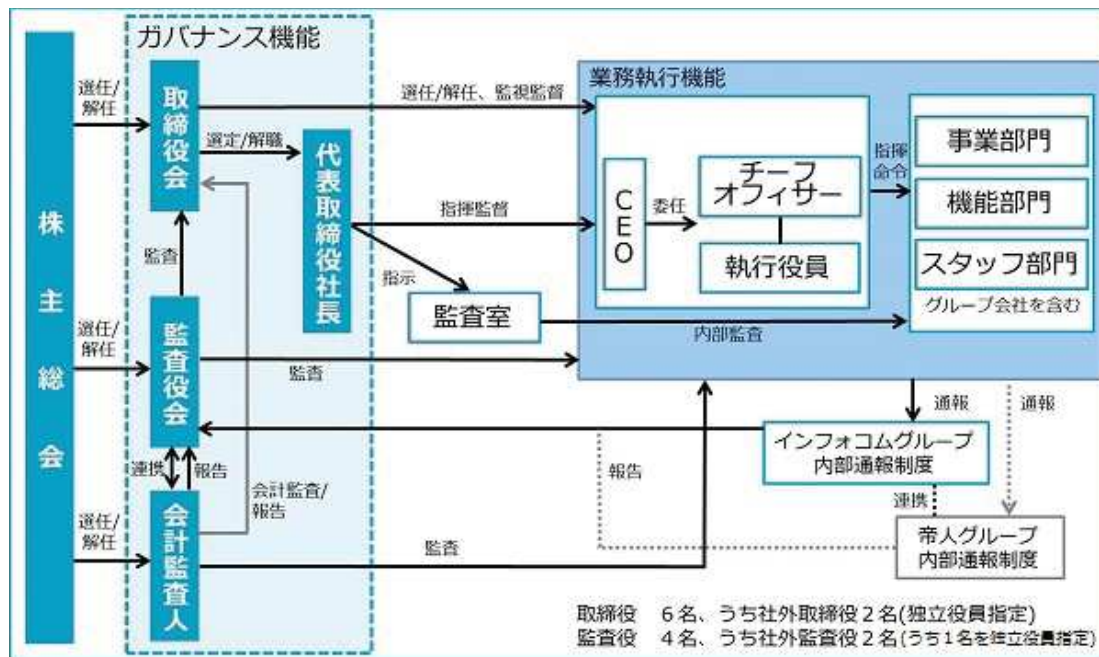 ガバナンス機能
株主総会
選任/
解任
取締役会
選任/解任、監視監督
選定/解職
代表取締役社長
監査
指揮監督
指示
監査室
業務執行機能
CEO
委任
チーフ
オフィサー
執行役員
指揮
命令
事業部門
機能部門
スタッフ部門
グループ会社を含む
内部監査
選任/
解任
監査役会
監査
連携
報告
会計監査/
報告
選任/
解任
会計監査人
監査
通報
通報
インフォコムグループ
内部通報制度
報告
連携
帝人グループ
内部通報制度
取締役 6名、うち社外取締役2名(独立役員指定)
監査役 4名、うち社外監査役2名(うち1名を独立役員指定)